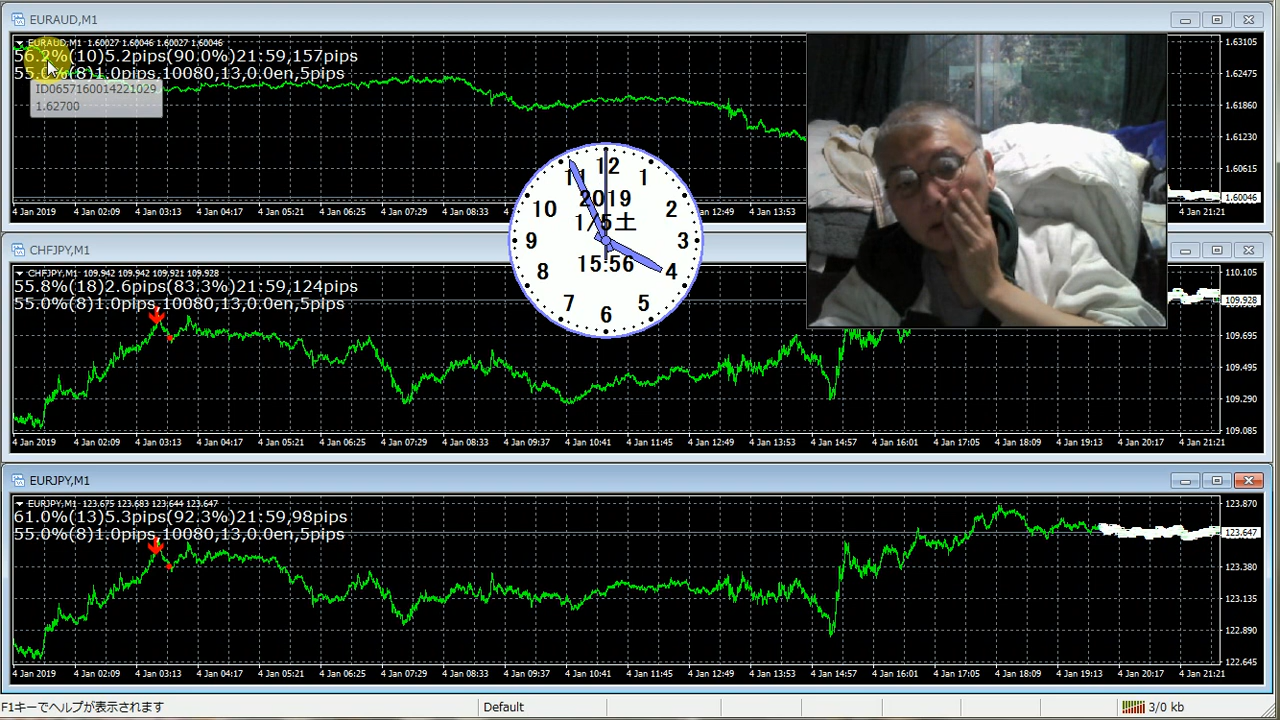 EURAUD,M1
EURAUD,M1 1.60027 1.60046 1.60027 1.60046
56.2%(10)5.2pips(90.0%)21:59,157pips
55.0%(8)1.0pips,10080,13,0.0en,5pips
ID0657160014221029
1.62700
1.63105
1.62475
1.61860
1.61230
1.60615
1.60046
4 Jan 2019 4 Jan 02:09 4 Jan 03:13 4 Jan 04:17 4 Jan 05:21 4 Jan 06:25 4 Jan 07:29 4 Jan 08:33 12:49 4 Jan 13:53 4 Jan 21:21
12
1
2
3
4
5
6
7
8
9
10
11
2019
1/5土
15:56
CHFJPY,M1
CHFJPY,M1 109.942 109.942 109.921 109.928
55.8%(18)2.6pips(83.3%)21:59,124pips
55.0%(8)1.0pips,10080,13,0.0en,5pips
110.105
109.928
109.695
109.495
109.290
109.085
4 Jan 2019 4 Jan 02:09 4 Jan 03:13 4 Jan 04:17 4 Jan 05:21 4 Jan 06:25 4 Jan 07:29 4 Jan 08:33 4 Jan 09:37 4 Jan 10:41 4 Jan 11:45 4 Jan 12:49 4 Jan 13:53 4 Jan 14:57 4 Jan 16:01 4 Jan 17:05 4 Jan 18:09 4 Jan 19:13 4 Jan 20:17 4 Jan 21:21
EURJPY,M1
EURJPY,M1 123.675 123.683 123.644 123.647
61.0%(13)5.3pips(92.3%)21:59,98pips
55.0%(8)1.0pips,10080,13,0.0en,5pips
123.870
123.647
123.380
123.135
122.890
122.645
4 Jan 2019 4 Jan 02:09 4 Jan 03:13 4 Jan 04:17 4 Jan 05:21 4 Jan 06:25 4 Jan 07:29 4 Jan 08:33 4 Jan 09:37 4 Jan 10:41 4 Jan 11:45 4 Jan 12:49 4 Jan 13:53 4 Jan 14:57 4 Jan 16:01 4 Jan 17:05 4 Jan 18:09 4 Jan 19:13 4 Jan 20:17 4 Jan 21:21
F1キーでヘルプが表示されます
Default
3/0 kb